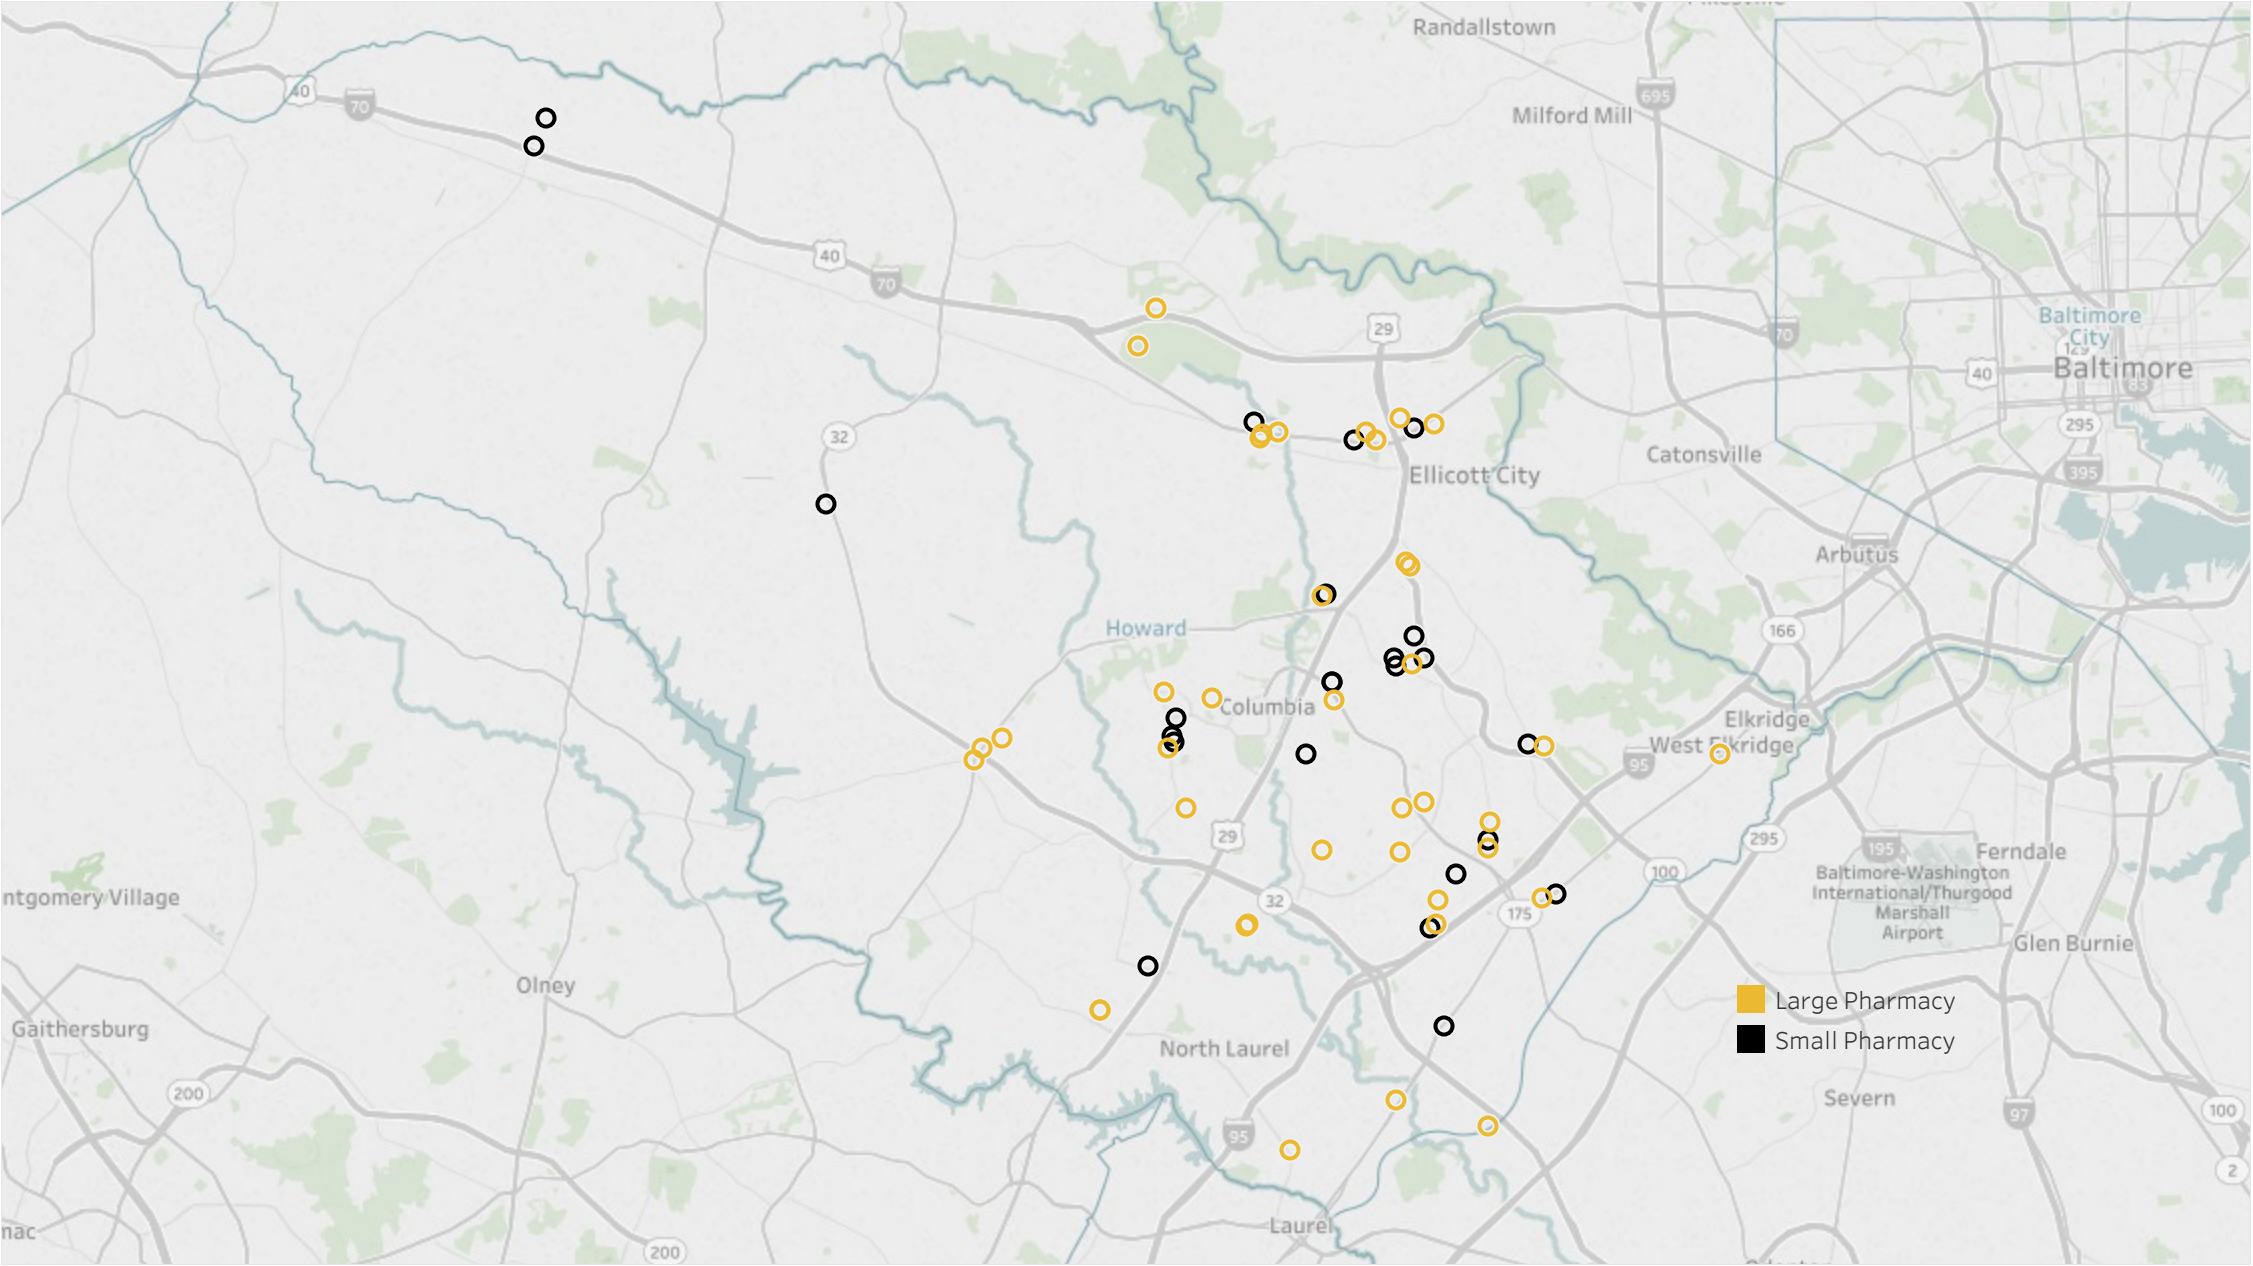 Randallstown
40
70
695
Milford Mill
40
70
29
70
Baltimore
City
129
Baltimore
40
83
295
32
Ellicott City
Catonsville
395
Arbutus
Howard
166
Columbia
Elkridge
West Elkridge
95
29
295
195
Ferndale
100
Baltimore-Washington
International/Thurgood
Marshall
Airport
ntgomery Village
32
175
Glen Burnie
Olney
Large Pharmacy
Gaithersburg
Small Pharmacy
North Laurel
200
Severn
97
100
95
2
Laurel
nac
200